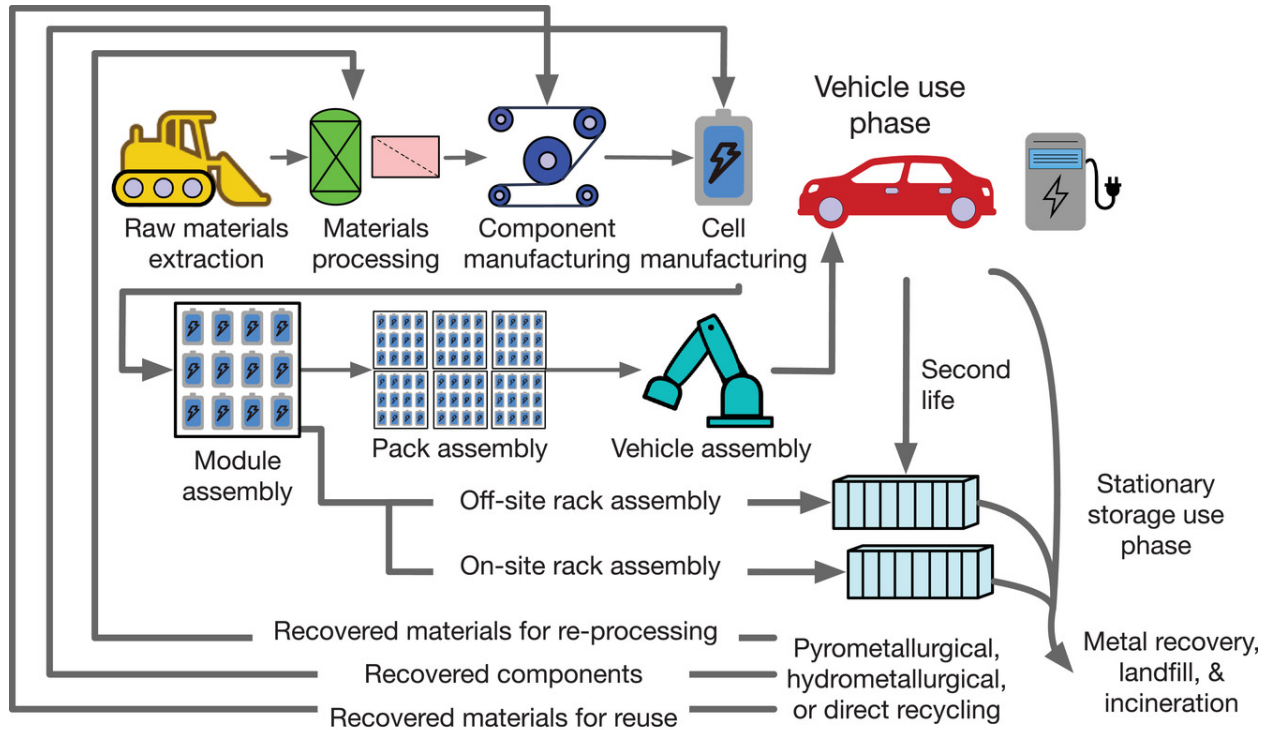 Vehicle use
phase
Raw materials
extraction
Materials
processing
Component
manufacturing
Cell
manufacturing
Second
life
Module
assembly
Pack assembly
Vehicle assembly
Off-site rack assembly
On-site rack assembly
Stationary
storage use
phase
Recovered materials for re-processing
Recovered components
Recovered materials for reuse
Pyrometallurgical,
hydrometallurgical,
or direct recycling
Metal recovery,
landfill, &
incineration